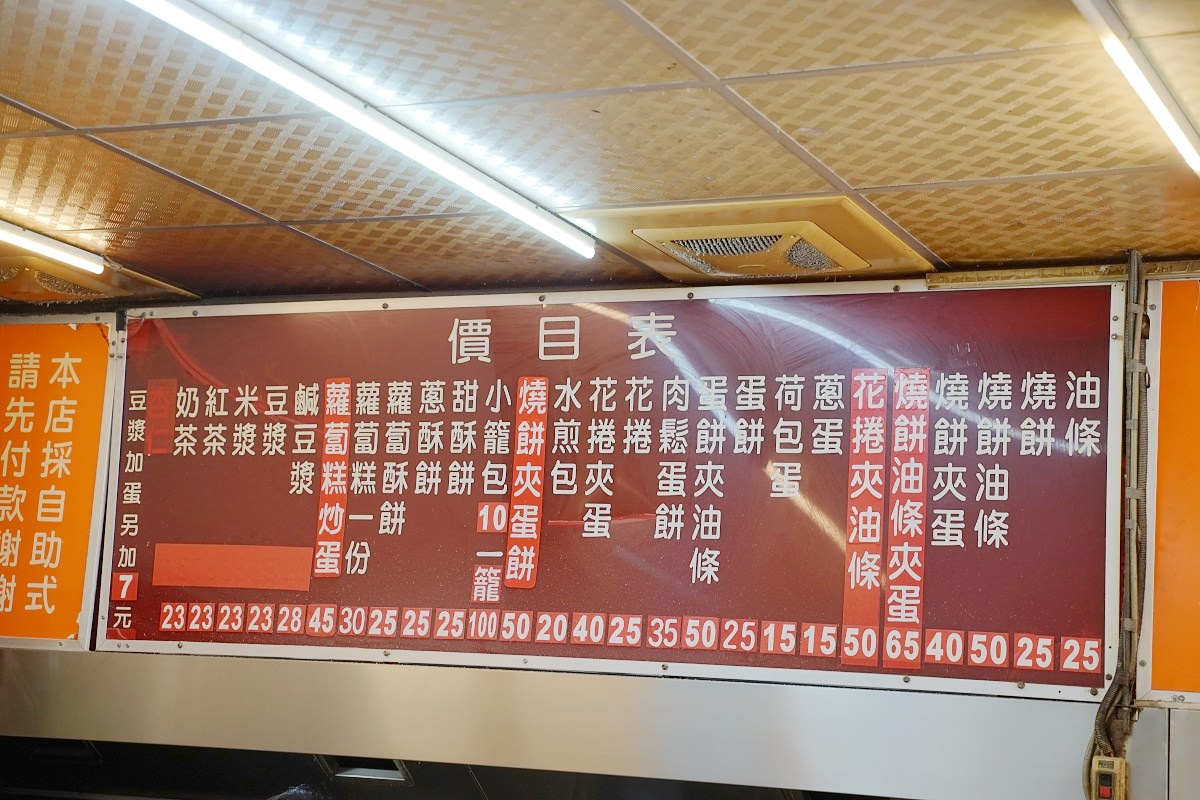 價目表
油條 25
燒餅 25
燒餅油條 50
燒餅夾蛋 40
燒餅油條夾蛋 65
花捲夾油條 50
蔥蛋 15
荷包蛋 15
蛋餅 25
蛋餅夾油條 50
肉鬆蛋餅 35
花捲 25
花捲夾蛋 40
水煎包 20
燒餅夾蛋餅 50
小籠包10一籠 100
甜酥餅 25
蔥酥餅 25
蘿蔔酥餅 25
蘿蔔糕一份 30
蘿蔔糕炒蛋 45
鹹豆漿 28
豆漿 23
米漿 23
紅茶 23
奶茶 23
豆漿加蛋另加7元
本店採自助式
請先付款謝謝